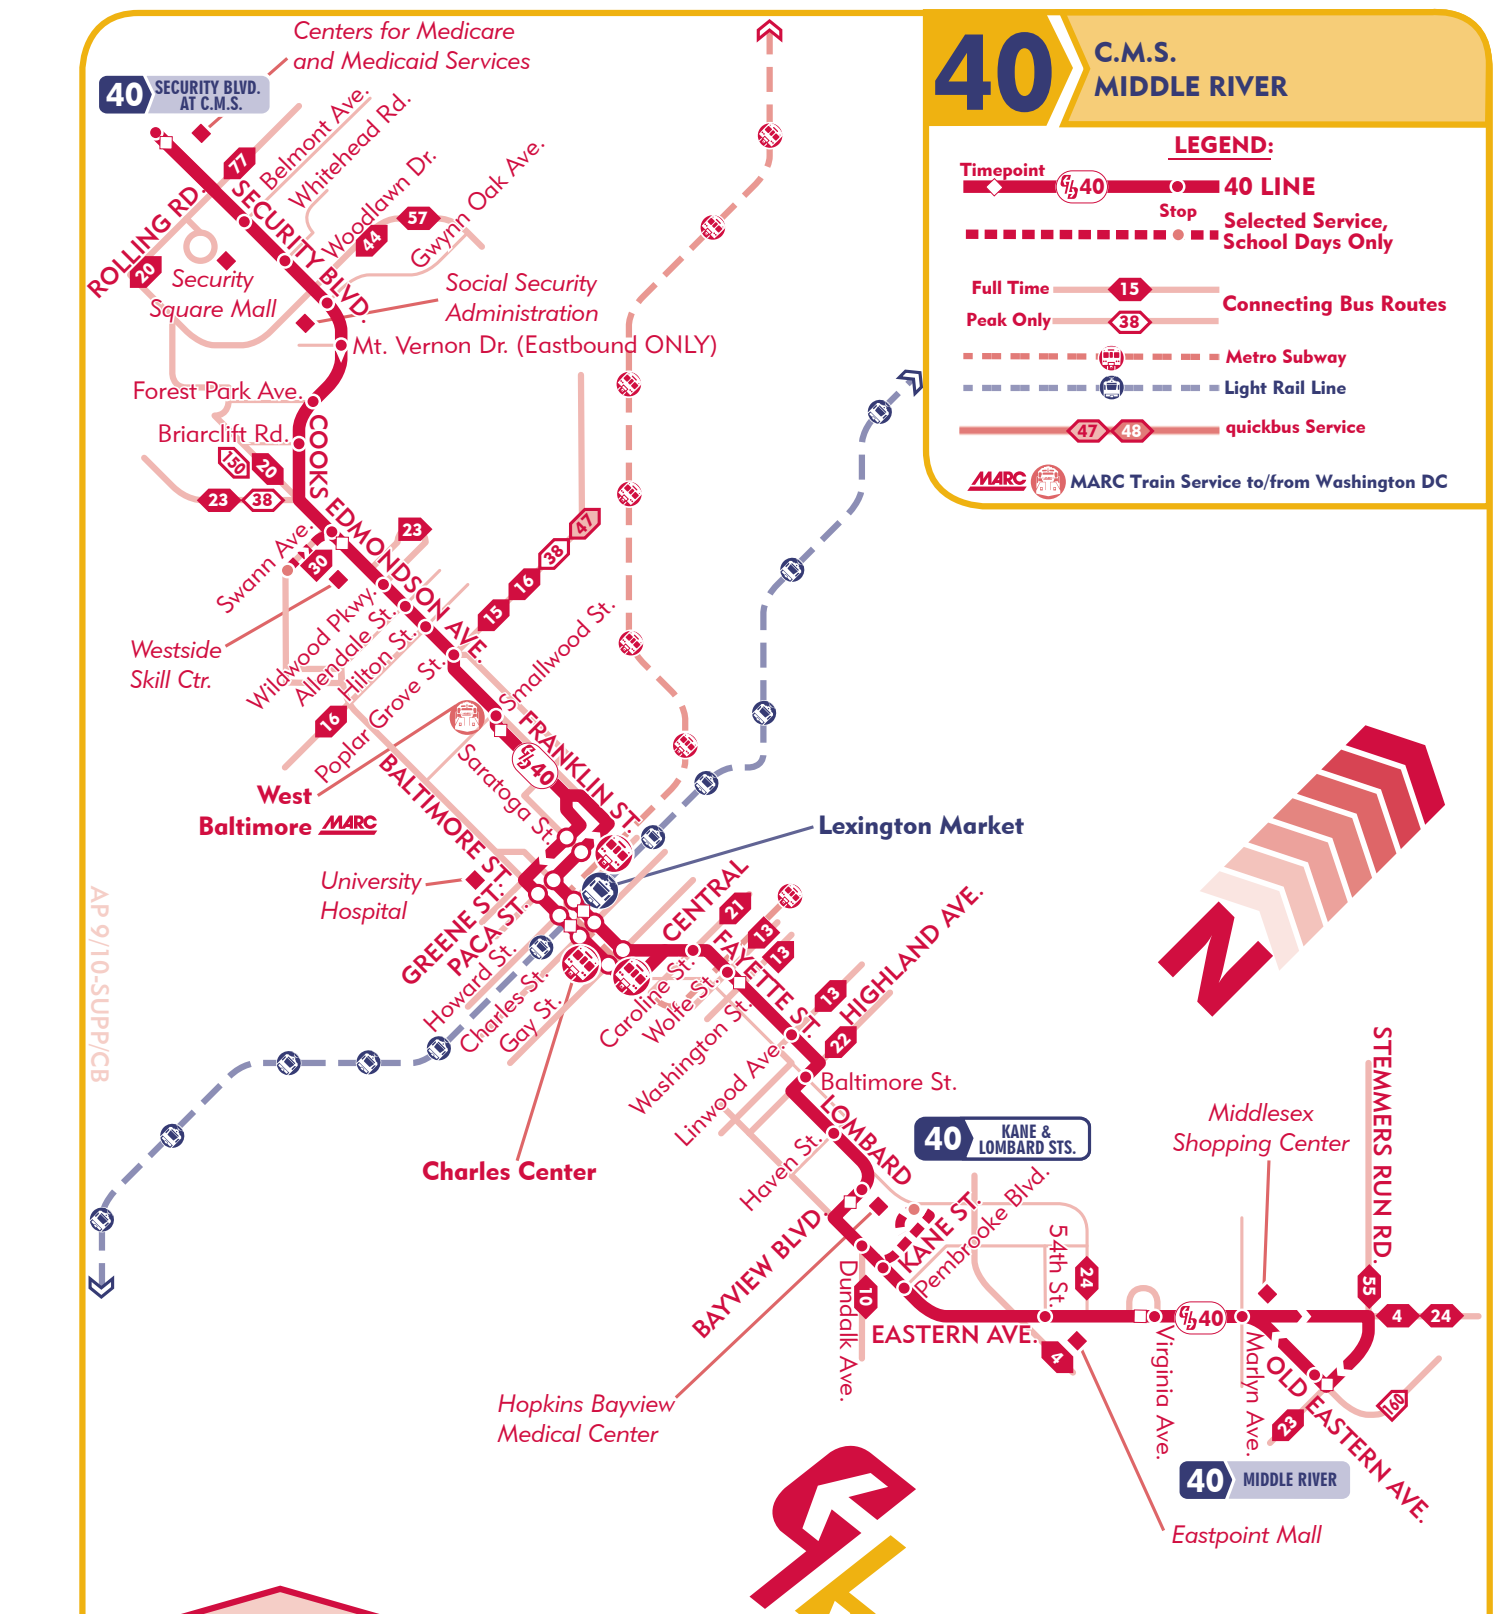 Centers for Medicare
and Medicaid Services
40 SECURITY BLVD.
AT C.M.S.
40
C.M.S.
MIDDLE RIVER
LEGEND:
Timepoint
40
40 LINE
Stop
Selected Service,
School Days Only
Full Time
15
Connecting Bus Routes
Peak Only
38
Metro Subway
Light Rail Line
47
48
quickbus Service
MARC
MARC Train Service to/from Washington DC
77
Belmont Ave.
Whitehead Rd.
Woodlawn Dr.
44
57
Gwynn Oak Ave.
ROLLING RD.
20
SECURITY BLVD.
Security
Square Mall
Social Security
Administration
Mt. Vernon Dr. (Eastbound ONLY)
Forest Park Ave.
Briarclift Rd.
COOKS
150
20
23
38
Swann Ave.
30
EDMONDSON AVE.
23
47
38
16
15
Westside
Skill Ctr.
Wildwood Pkwy.
Allendale St.
Hilton St.
16
Poplar Grove St.
Smallwood St.
FRANKLIN ST.
40
Saratoga St.
BALTIMORE ST.
West
Baltimore MARC
Lexington Market
University
Hospital
GREENE ST.
PACA ST.
Howard St.
Charles St.
Gay St.
CENTRAL
21
13
13
FAYETTE ST.
Caroline St.
Wolfe St.
Washington St.
Linwood Ave.
13
22
HIGHLAND AVE.
Baltimore St.
LOMBARD
Haven St.
Charles Center
40 KANE &
LOMBARD STS.
KANE ST.
Pembrooke Blvd.
BAYVIEW BLVD.
Dundalk Ave.
10
EASTERN AVE.
54th St.
24
4
40
Virginia Ave.
Marlyn Ave.
Middlesex
Shopping Center
STEMMERS RUN RD.
55
4
24
OLD EASTERN AVE.
23
160
40 MIDDLE RIVER
Eastpoint Mall
Hopkins Bayview
Medical Center
N
AP 9/10-SUPP/CB